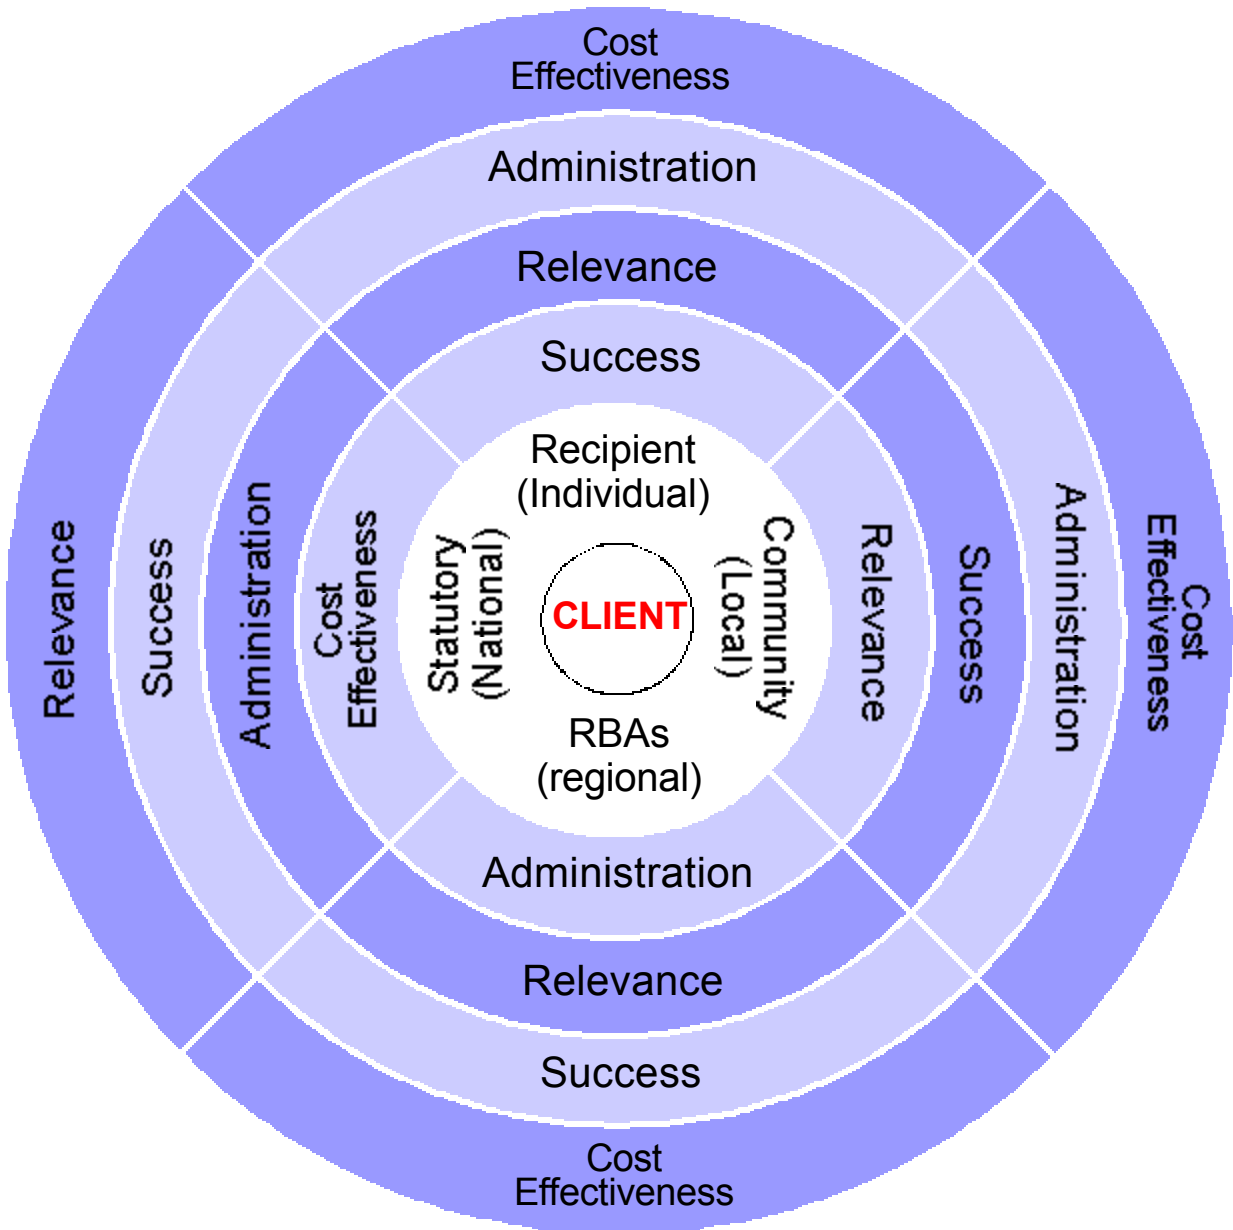 Cost
Effectiveness
Administration
Relevance
Success
Recipient
(Individual)
Relevance
Success
Administration
Cost
Effectiveness
Statutory
(National)
CLIENT
Community
(Local)
Relevance
Success
Administration
Cost
Effectiveness
RBAs
(regional)
Administration
Relevance
Success
Cost
Effectiveness